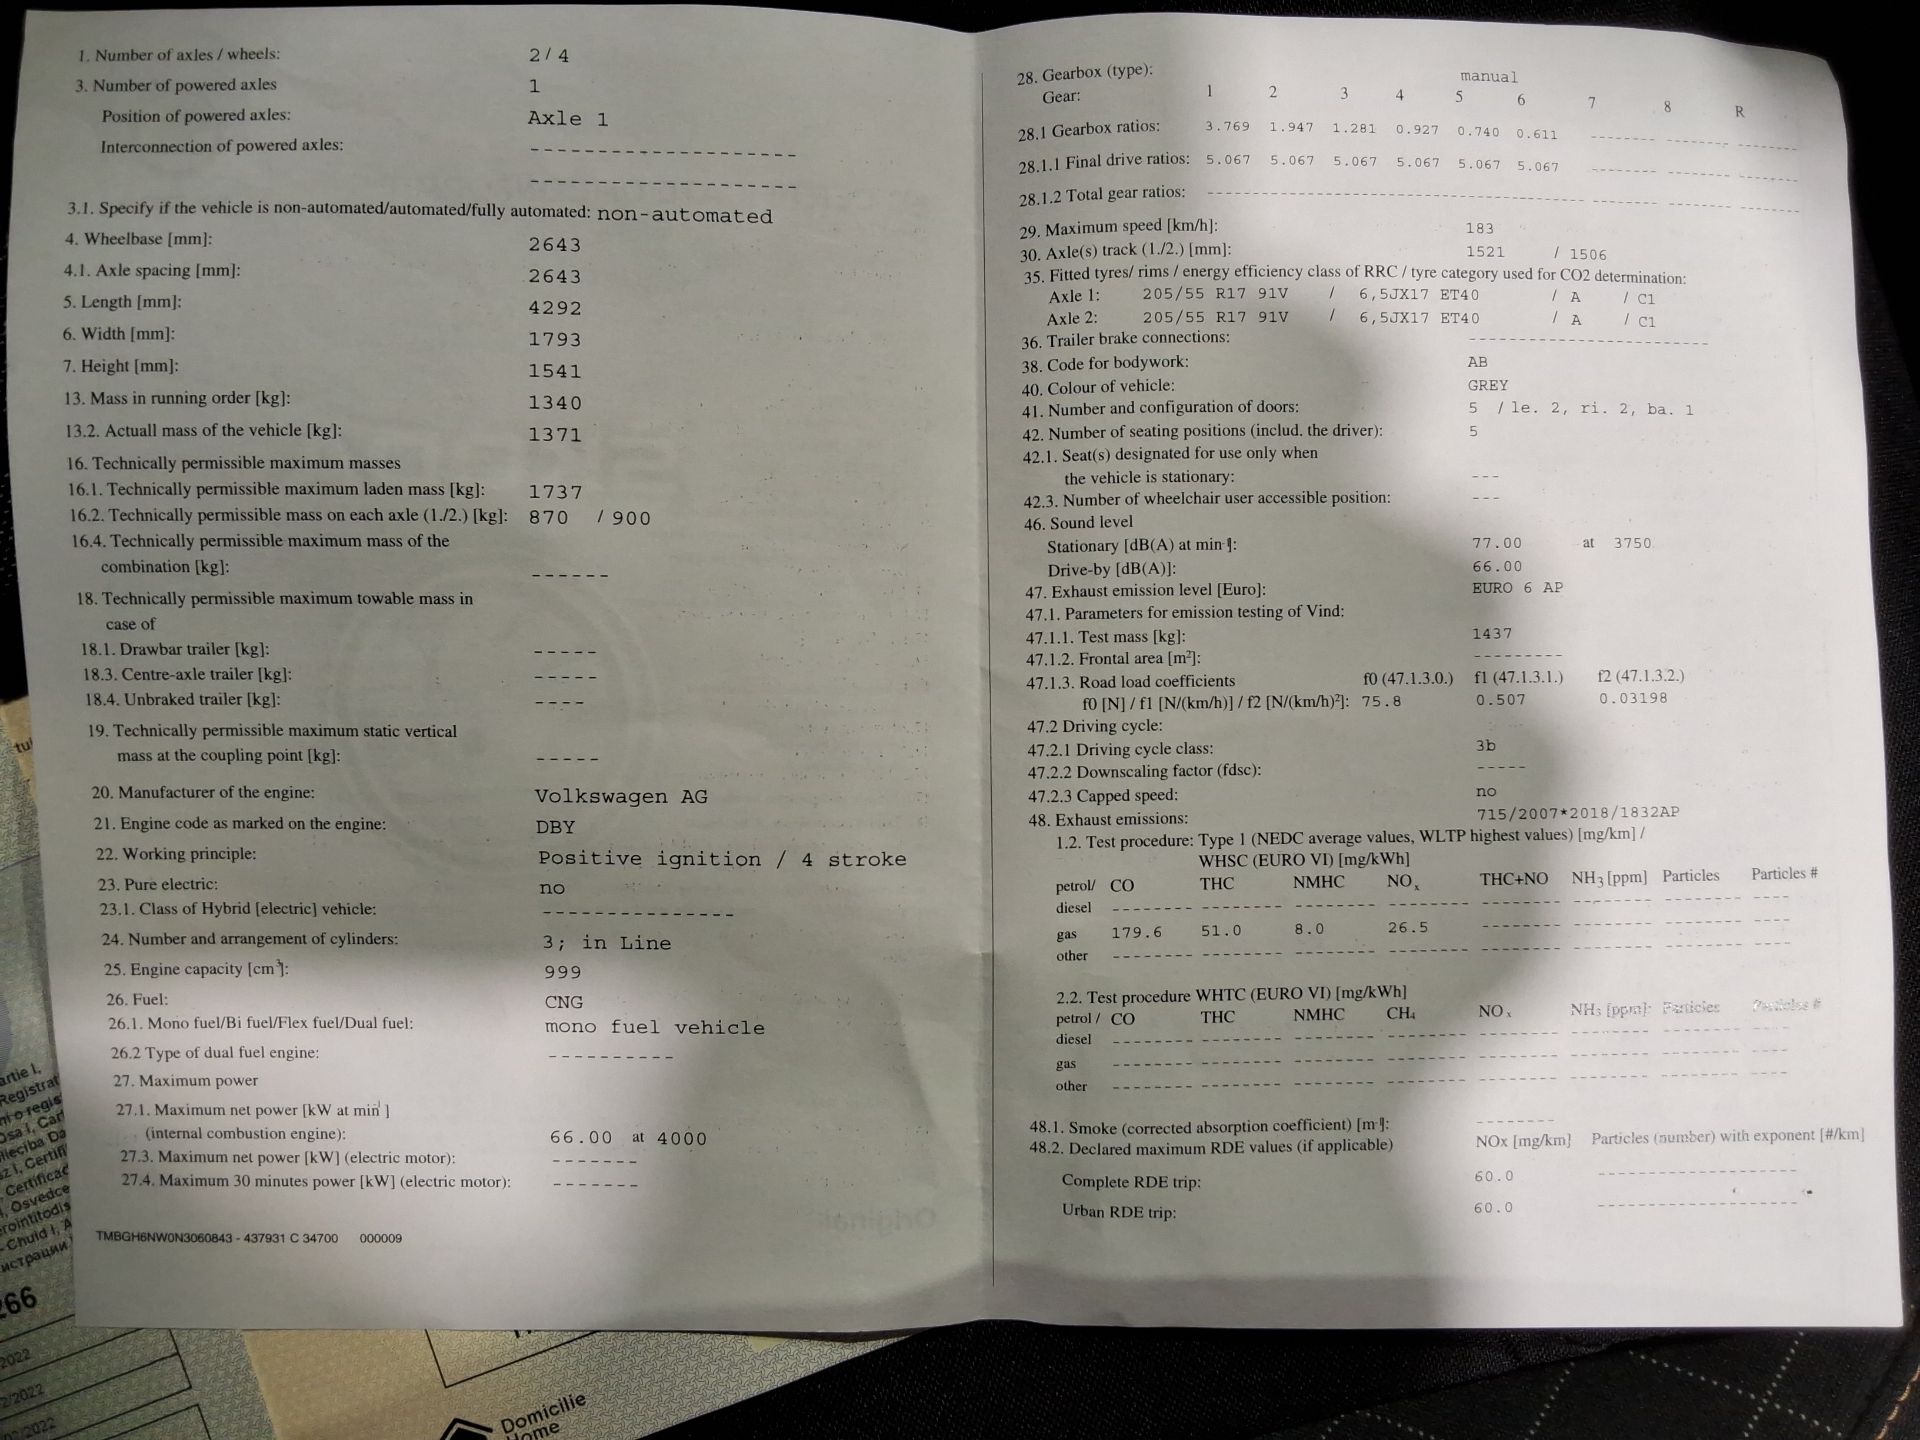 1. Number of axles / wheels: 2/ 4
3. Number of powered axles 1
Position of powered axles: Axle 1
Interconnection of powered axles: --------------------
--------------------
3.1. Specify if the vehicle is non-automated/automated/fully automated: non-automated
4. Wheelbase [mm]: 2643
4.1. Axle spacing [mm]: 2643
5. Length [mm]: 4292
6. Width [mm]: 1793
7. Height [mm]: 1541
13. Mass in running order [kg]: 1340
13.2. Actuall mass of the vehicle [kg]: 1371
16. Technically permissible maximum masses
16.1. Technically permissible maximum laden mass [kg]: 1737
16.2. Technically permissible mass on each axle (1./2.) [kg]: 870 / 900
16.4. Technically permissible maximum mass of the
combination [kg]: ------
18. Technically permissible maximum towable mass in
case of
18.1. Drawbar trailer [kg]: -----
18.3. Centre-axle trailer [kg]: -----
18.4. Unbraked trailer [kg]: ----
19. Technically permissible maximum static vertical
mass at the coupling point [kg]: -----
20. Manufacturer of the engine: Volkswagen AG
21. Engine code as marked on the engine: DBY
22. Working principle: Positive ignition / 4 stroke
23. Pure electric: no
23.1. Class of Hybrid [electric] vehicle: ---------------
24. Number and arrangement of cylinders: 3; in Line
25. Engine capacity [cm³]: 999
26. Fuel: CNG
26.1. Mono fuel/Bi fuel/Flex fuel/Dual fuel: mono fuel vehicle
26.2 Type of dual fuel engine: ----------
27. Maximum power
27.1. Maximum net power [kW at min¹ ]
(internal combustion engine): 66.00 at 4000
27.3. Maximum net power [kW] (electric motor): -------
27.4. Maximum 30 minutes power [kW] (electric motor): -------
TMBGH6NW0N3060843 - 437931 C 34700 000009
28. Gearbox (type): manual
Gear: 1 2 3 4 5 6 7 8 R
28.1 Gearbox ratios: 3.769 1.947 1.281 0.927 0.740 0.611 ------- ------- -------
28.1.1 Final drive ratios: 5.067 5.067 5.067 5.067 5.067 5.067 ------- ------- -------
28.1.2 Total gear ratios: ------- ------- ------- ------- ------- ------- ------- ------- -------
29. Maximum speed [km/h]: 183
30. Axle(s) track (1./2.) [mm]: 1521 / 1506
35. Fitted tyres/ rims / energy efficiency class of RRC / tyre category used for CO2 determination:
Axle 1: 205/55 R17 91V / 6,5JX17 ET40 / A / C1
Axle 2: 205/55 R17 91V / 6,5JX17 ET40 / A / C1
36. Trailer brake connections: --------------------
38. Code for bodywork: AB
40. Colour of vehicle: GREY
41. Number and configuration of doors: 5 / le. 2, ri. 2, ba. 1
42. Number of seating positions (includ. the driver): 5
42.1. Seat(s) designated for use only when
the vehicle is stationary: ---
42.3. Number of wheelchair user accessible position: ---
46. Sound level
Stationary [dB(A) at min-¹]: 77.00 at 3750
Drive-by [dB(A)]: 66.00
47. Exhaust emission level [Euro]: EURO 6 AP
47.1. Parameters for emission testing of Vind:
47.1.1. Test mass [kg]: 1437
47.1.2. Frontal area [m²]: ---------
47.1.3. Road load coefficients f0 (47.1.3.0.) f1 (47.1.3.1.) f2 (47.1.3.2.)
f0 [N] / f1 [N/(km/h)] / f2 [N/(km/h)²]: 75.8 0.507 0.03198
47.2 Driving cycle:
47.2.1 Driving cycle class: 3b
47.2.2 Downscaling factor (fdsc): -----
47.2.3 Capped speed: no
48. Exhaust emissions: 715/2007*2018/1832AP
1.2. Test procedure: Type 1 (NEDC average values, WLTP highest values) [mg/km] /
WHSC (EURO VI) [mg/kWh]
petrol/ CO THC NMHC NOx THC+NO NH3 [ppm] Particles Particles #
diesel -------- ------- ------- -------- -------- -------- ------- ----
gas 179.6 51.0 8.0 26.5 -------- -------- ------- ----
other -------- ------- ------- -------- -------- -------- ------- ----
2.2. Test procedure WHTC (EURO VI) [mg/kWh]
petrol / CO THC NMHC CH4 NOx NH3 [ppm]: Particles Particles #
diesel -------- ------- ------- -------- -------- -------- ------- ----
gas -------- ------- ------- -------- -------- -------- ------- ----
other -------- ------- ------- -------- -------- -------- ------- ----
48.1. Smoke (corrected absorption coefficient) [m-¹]: --------
48.2. Declared maximum RDE values (if applicable) NOx [mg/km] Particles (number) with exponent [#/km]
Complete RDE trip: 60.0 --------------------
Urban RDE trip: 60.0 --------------------
266
2022
Domicilie
Home